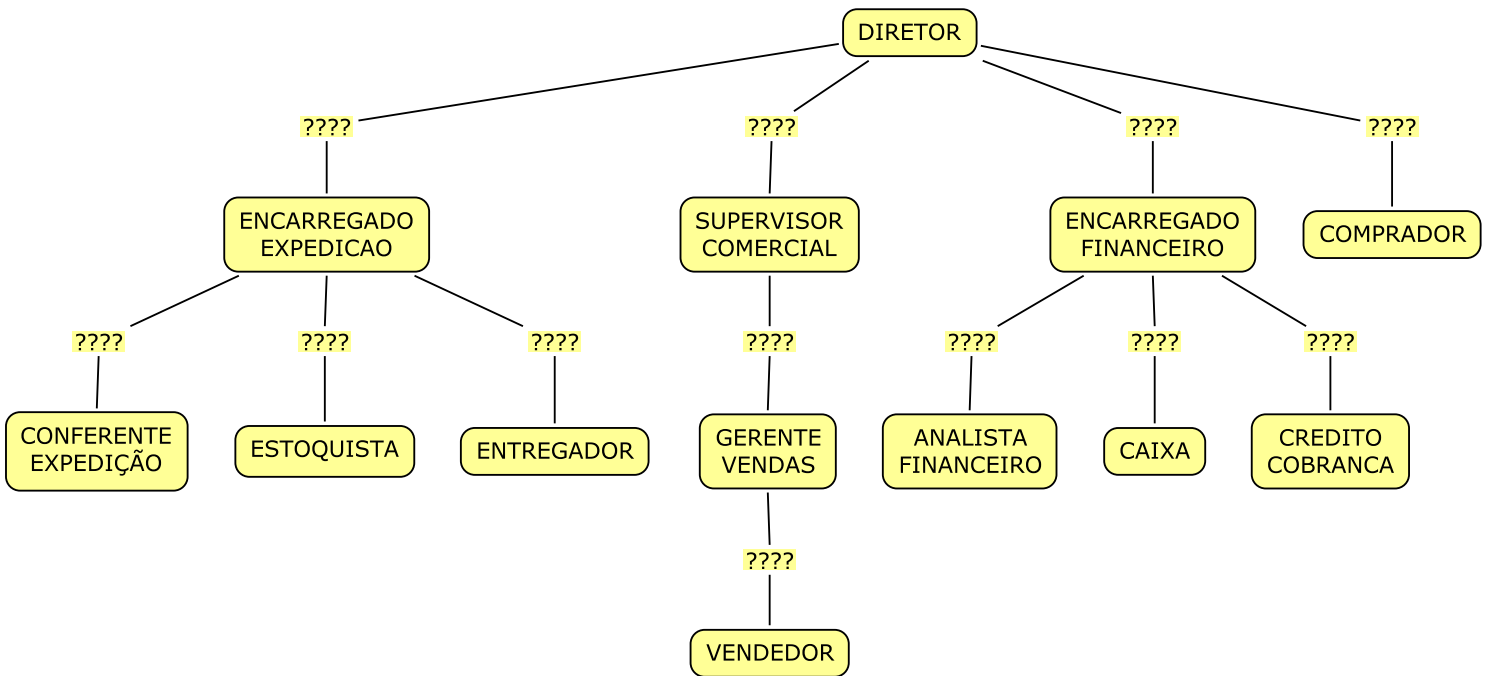 DIRETOR
????
????
????
????
ENCARREGADO
EXPEDICAO
SUPERVISOR
COMERCIAL
ENCARREGADO
FINANCEIRO
COMPRADOR
????
????
????
????
????
????
????
CONFERENTE
EXPEDIÇÃO
ESTOQUISTA
ENTREGADOR
GERENTE
VENDAS
ANALISTA
FINANCEIRO
CAIXA
CREDITO
COBRANCA
????
VENDEDOR